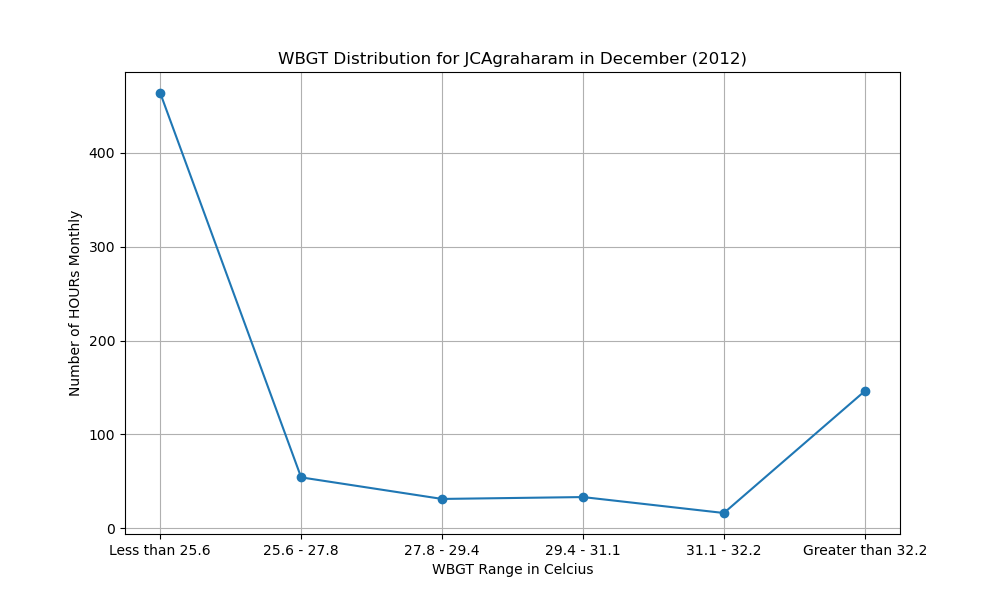 WBGT Distribution for JCAgraharam in December (2012)
Number of HOURs Monthly
400
300
200
100
0
Less than 25.6
25.6 - 27.8
27.8 - 29.4
29.4 - 31.1
31.1 - 32.2
Greater than 32.2
WBGT Range in Celcius